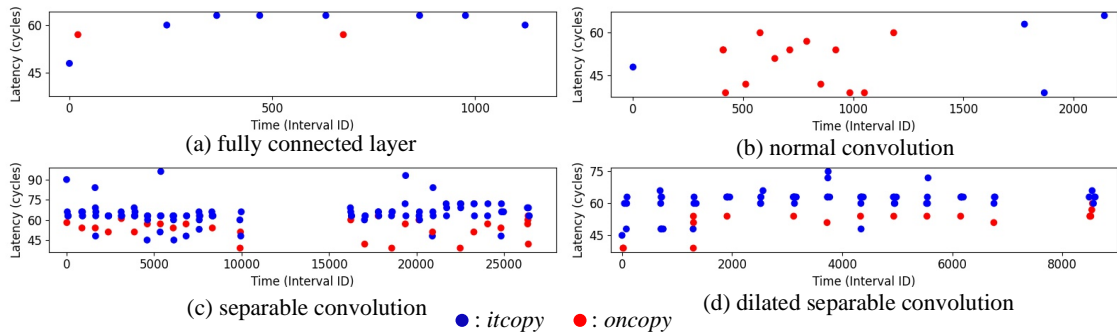 Latency (cycles)
60
45
0
500
1000
Time (Interval ID)
(a) fully connected layer
Latency (cycles)
60
45
0
500
1000
1500
2000
Time (Interval ID)
(b) normal convolution
Latency (cycles)
90
75
60
45
0
5000
10000
15000
20000
25000
Time (Interval ID)
(c) separable convolution
Latency (cycles)
75
60
45
0
2000
4000
6000
8000
Time (Interval ID)
(d) dilated separable convolution
: itcopy
: oncopy